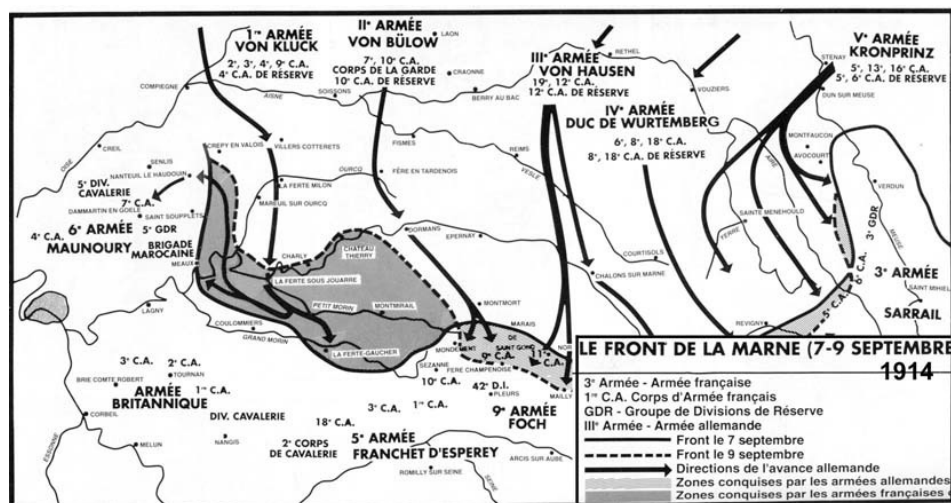 1re ARMÉE
VON KLUCK
2e, 3e, 4e, 9e C.A.
4e C.A. DE RÉSERVE
IIe ARMÉE
VON BÜLOW
7e, 10e C.A.
CORPS DE LA GARDE
10e C.A. DE RÉSERVE
IIIe ARMÉE
VON HAUSEN
19e, 12e C.A.
12e C.A. DE RÉSERVE
IVe ARMÉE
DUC DE WURTEMBERG
6e, 8e, 18e C.A.
8e, 18e C.A. DE RÉSERVE
Ve ARMÉE
KRONPRINZ
5e, 13e, 16e C.A.
5e, 6e C.A. DE RÉSERVE
LAON
COMPIEGNE
AISNE
SOISSONS
CRAONNE
BERRY AU BAC
RETHEL
VOUZIERS
STENAY
DUN SUR MEUSE
OISE
CREIL
SENLIS
NANTEUIL LE HAUDOUIN
CREPY EN VALOIS
VILLERS COTTERETS
FISMES
REIMS
VESLE
AIRE
MONTFAUCON
AVOCOURT
VERDUN
MEUSE
OURCQ
LA FERTE MILON
MAREUIL SUR OURCQ
FÈRE EN TARDENOIS
5e DIV.
CAVALERIE
7e C.A.
DAMMARTIN EN GOELE
SAINT SOUPPLETS
6e ARMÉE
MAUNOURY
4e C.A.
5e GDR
BRIGADE
MAROCAINE
MEAUX
DORMANS
EPERNAY
CHATEAU
THIERRY
CHARLY
LA FERTE SOUS JOUARRE
COURTISOLS
CHALONS SUR MARNE
SAINTE MENEHOULD
YEVRE
3e GDR
6e C.A.
5e C.A.
3e ARMÉE
SAINT MIHIEL
SARRAIL
REVIGNY
LAGNY
COULOMMIERS
PETIT MORIN
MONTMIRAIL
GRAND MORIN
LA FERTE-GAUCHER
MONTMORT
MARAIS
DE
SAINT GOND
MONDEMENT
SEZANNE
FERE CHAMPENOISE
9e C.A.
11e
C.A.
MAILLY
10e C.A.
42e D.I.
PLEURS
3e C.A.
2e C.A.
TOURNAN
1re C.A.
BRIE COMTE ROBERT
ARMÉE
BRITANNIQUE
CORBEIL
ESSONNE
MELUN
NANGIS
DIV. CAVALERIE
18e C.A.
3e C.A.
1re C.A.
2e CORPS
DE CAVALERIE
5e ARMÉE
FRANCHET D'ESPEREY
9e ARMÉE
FOCH
ROMILLY SUR SEINE
SEINE
ARCIS SUR AUBE
LE FRONT DE LA MARNE (7-9 SEPTEMBRE
1914
3e Armée - Armée française
1re C.A. Corps d'Armée français
GDR - Groupe de Divisions de Réserve
IIIe Armée - Armée allemande
Front le 7 septembre
Front le 9 septembre
Directions de l'avance allemande
Zones conquises par les armées allemandes
Zones conquises par les armées françaises